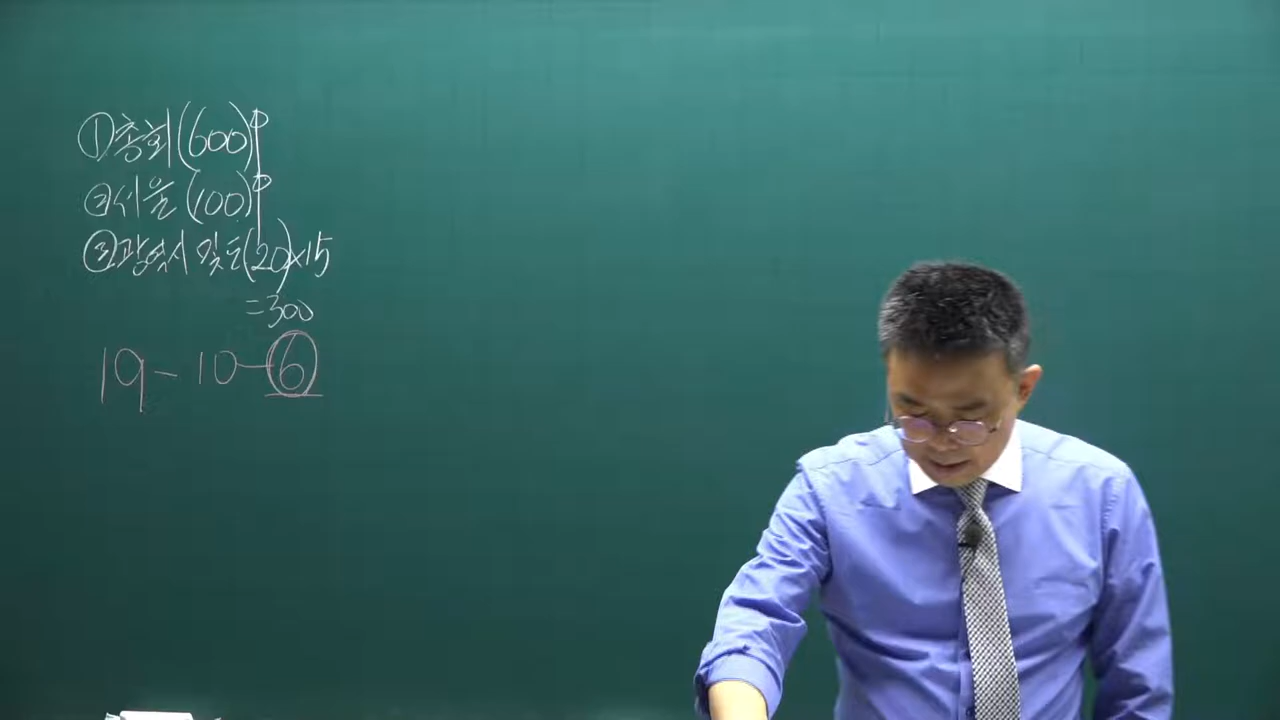 ①총회(600)
②서울(100)
③광역시 및 도(20)×15
=300
19-10-6